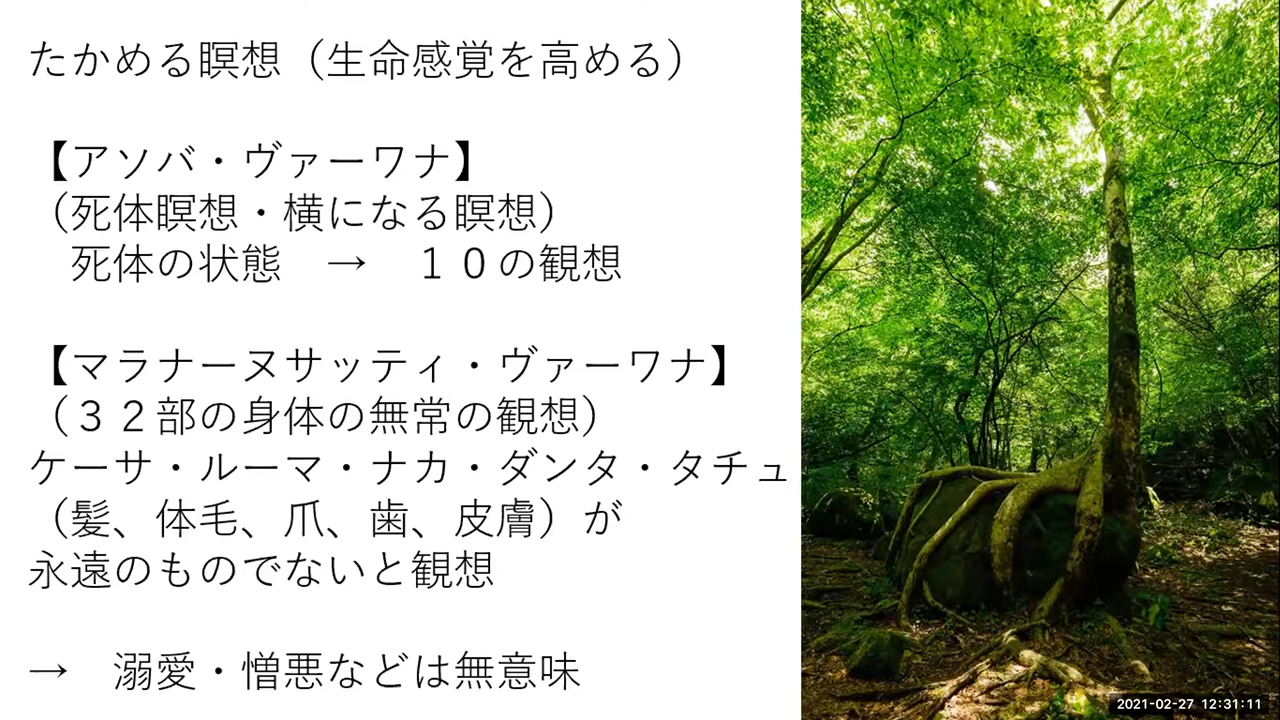 たかめる瞑想（生命感覚を高める）
【アソバ・ヴァーワナ】
（死体瞑想・横になる瞑想）
死体の状態　→　１０の観想
【マラナーヌサッティ・ヴァーワナ】
（３２部の身体の無常の観想）
ケーサ・ルーマ・ナカ・ダンタ・タチュ
（髪、体毛、爪、歯、皮膚）が
永遠のものでないと観想
→　溺愛・憎悪などは無意味
2021-02-27 12:31:11